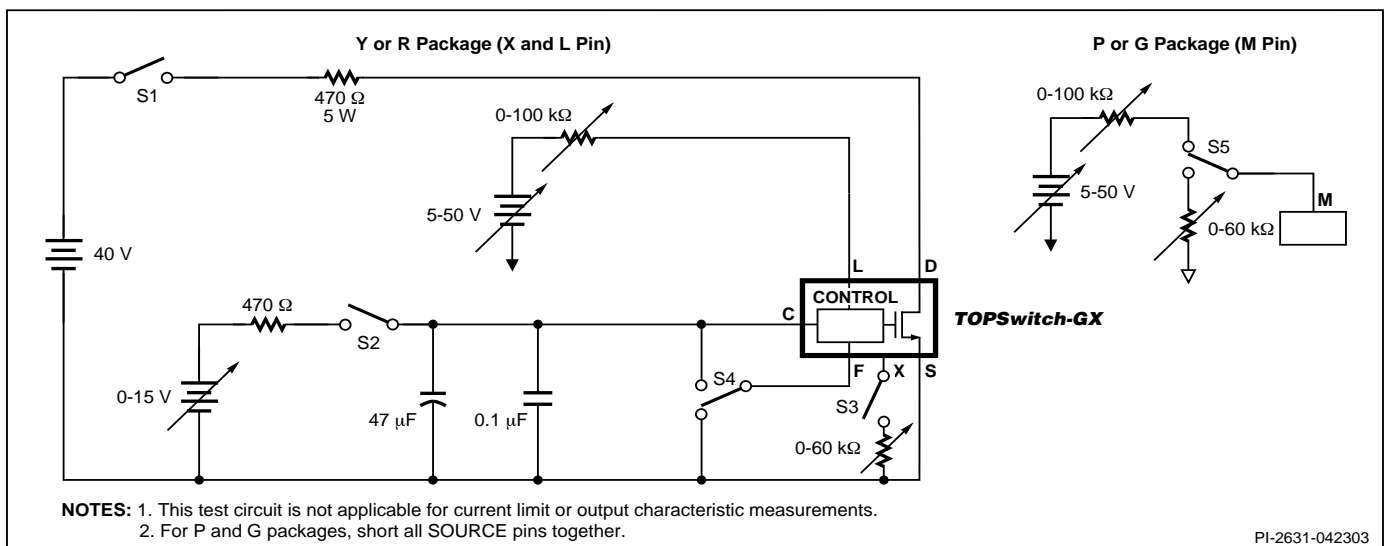 Y or R Package (X and L Pin)
P or G Package (M Pin)
S1
470 Ω
5 W
0-100 kΩ
0-100 kΩ
S5
5-50 V
5-50 V
M
0-60 kΩ
40 V
L
D
470 Ω
CONTROL
C
TOPSwitch-GX
S2
F
X
S
S4
S3
0-15 V
47 µF
0.1 µF
0-60 kΩ
NOTES: 1. This test circuit is not applicable for current limit or output characteristic measurements.
2. For P and G packages, short all SOURCE pins together.
PI-2631-042303